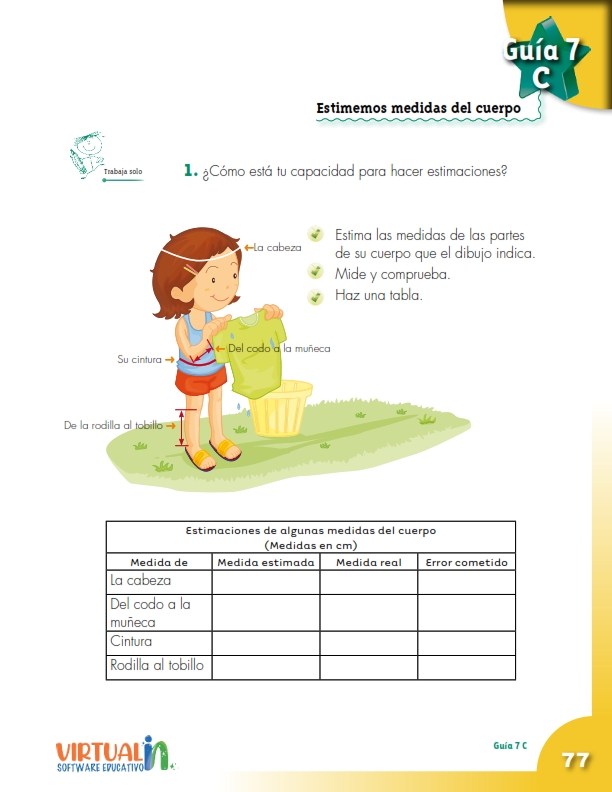 Guía 7
C
Estimemos medidas del cuerpo
Trabaja solo
1. ¿Cómo está tu capacidad para hacer estimaciones?
La cabeza
Estima las medidas de las partes
de su cuerpo que el dibujo indica.
Mide y comprueba.
Haz una tabla.
Del codo a la muñeca
Su cintura
De la rodilla al tobillo
Estimaciones de algunas medidas del cuerpo
(Medidas en cm)
Medida de Medida estimada Medida real Error cometido
La cabeza
Del codo a la
muñeca
Cintura
Rodilla al tobillo
VIRTUAL in
SOFTWARE EDUCATIVO
Guía 7 C
77